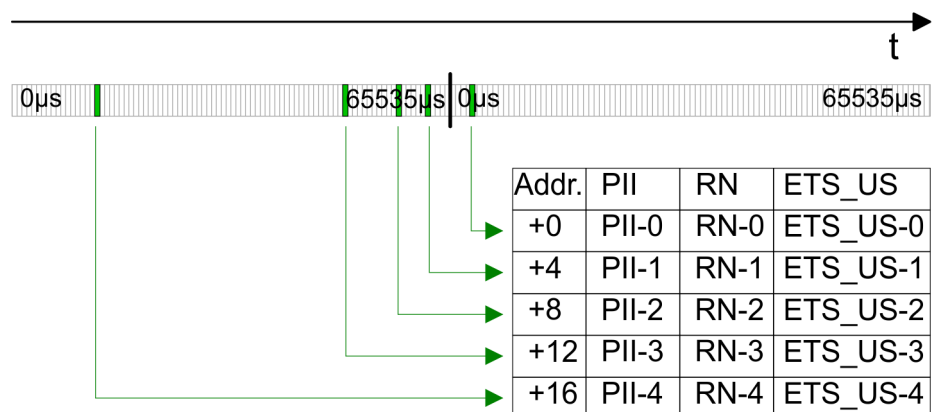 t
0µs 65535µs 0µs 65535µs
Addr. PII RN ETS_US
+0 PII-0 RN-0 ETS_US-0
+4 PII-1 RN-1 ETS_US-1
+8 PII-2 RN-2 ETS_US-2
+12 PII-3 RN-3 ETS_US-3
+16 PII-4 RN-4 ETS_US-4